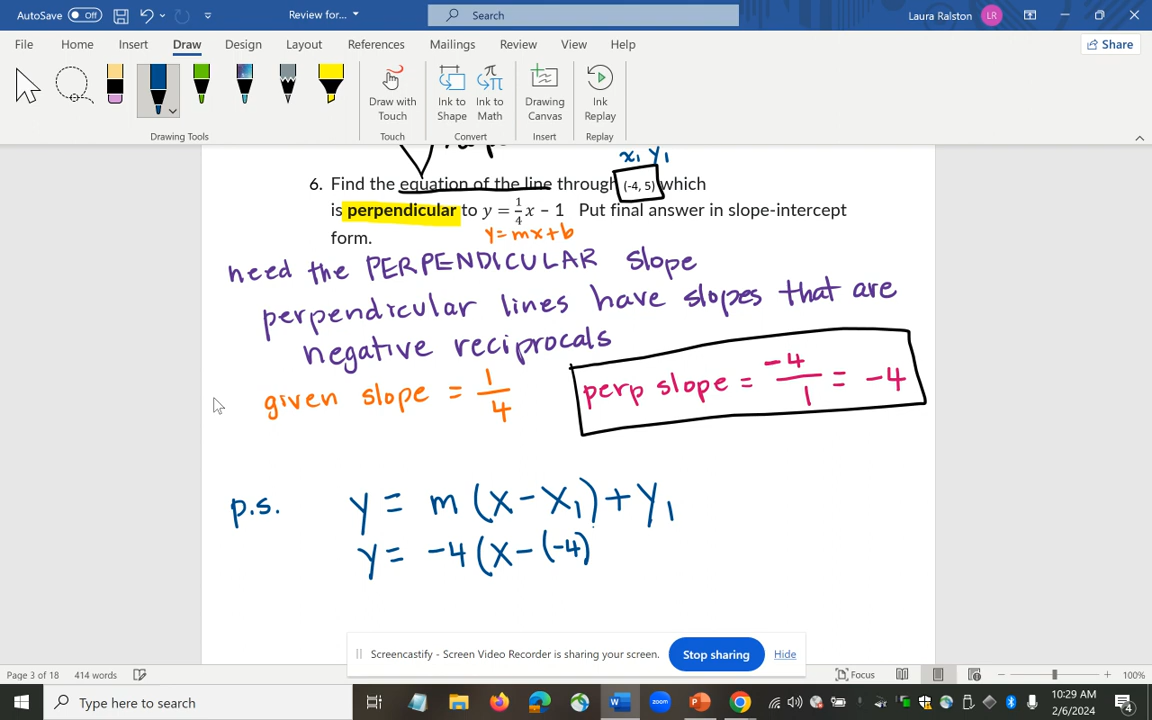 AutoSave Off Review for... Search Laura Ralston LR
File Home Insert Draw Design Layout References Mailings Review View Help Share
Draw with Touch Ink to Shape Ink to Math Drawing Canvas Ink Replay
Drawing Tools Touch Convert Insert Replay
x₁ y₁
6. Find the equation of the line through (-4, 5) which
is perpendicular to y = 1/4 x − 1 Put final answer in slope-intercept
form. y = mx+b
need the PERPENDICULAR slope
perpendicular lines have slopes that are
negative reciprocals
given slope = 1/4 perp slope = -4/1 = -4
p.s. y = m (x - x₁) + y₁
y = -4 (x - (-4)
Screencastify - Screen Video Recorder is sharing your screen. Stop sharing Hide
Page 3 of 18 414 words Focus 100%
Type here to search 10:29 AM
2/6/2024 4